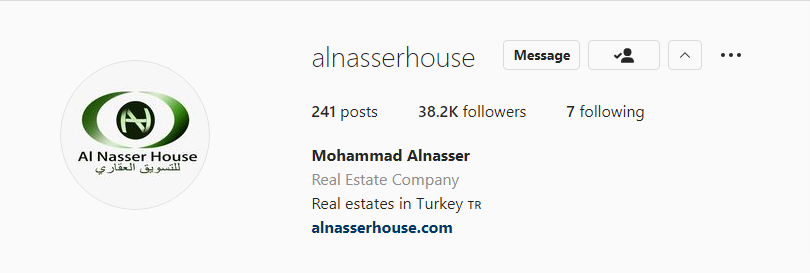 alnasserhouse
Message
241 posts 38.2K followers 7 following
Mohammad Alnasser
Real Estate Company
Real estates in Turkey TR
alnasserhouse.com
Al Nasser House
للتسويق العقاري